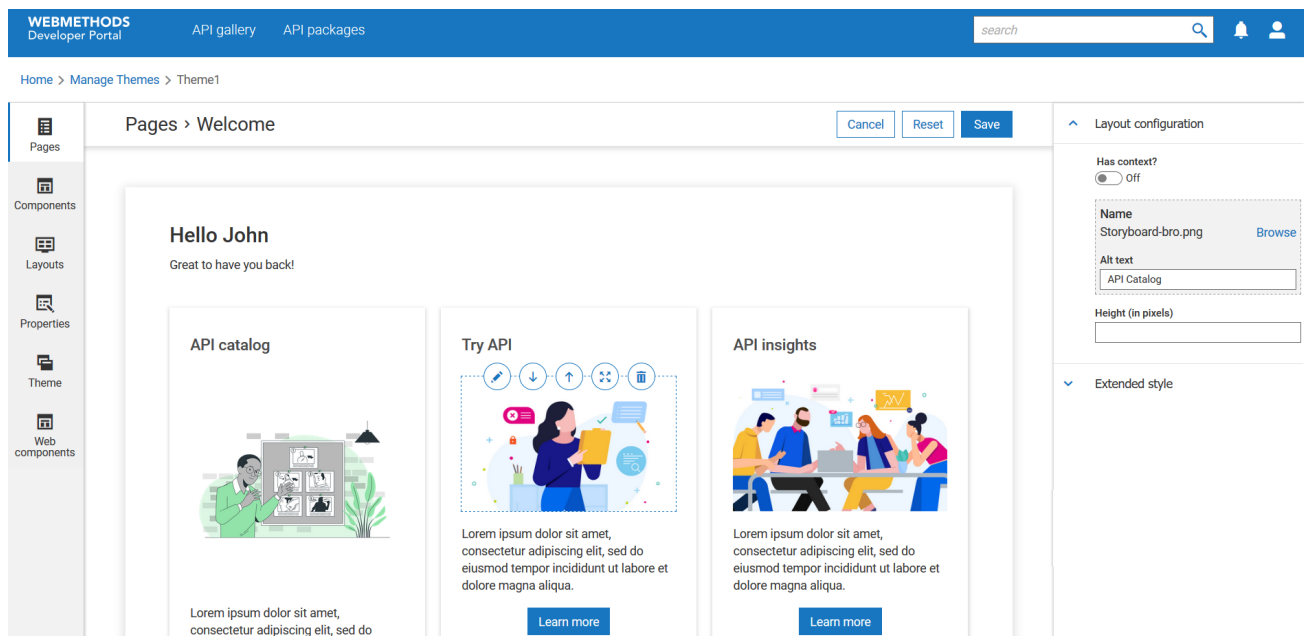 WEBMETHODS
Developer Portal
API gallery
API packages
search
Home > Manage Themes > Theme1
Pages
Components
Layouts
Properties
Theme
Web
components
Pages > Welcome
Cancel
Reset
Save
Hello John
Great to have you back!
API catalog
Lorem ipsum dolor sit amet,
consectetur adipiscing elit, sed do
Try API
Lorem ipsum dolor sit amet,
consectetur adipiscing elit, sed do
eiusmod tempor incididunt ut labore et
dolore magna aliqua.
Learn more
API insights
Lorem ipsum dolor sit amet,
consectetur adipiscing elit, sed do
eiusmod tempor incididunt ut labore et
dolore magna aliqua.
Learn more
Layout configuration
Has context?
Off
Name
Storyboard-bro.png
Browse
Alt text
API Catalog
Height (in pixels)
Extended style